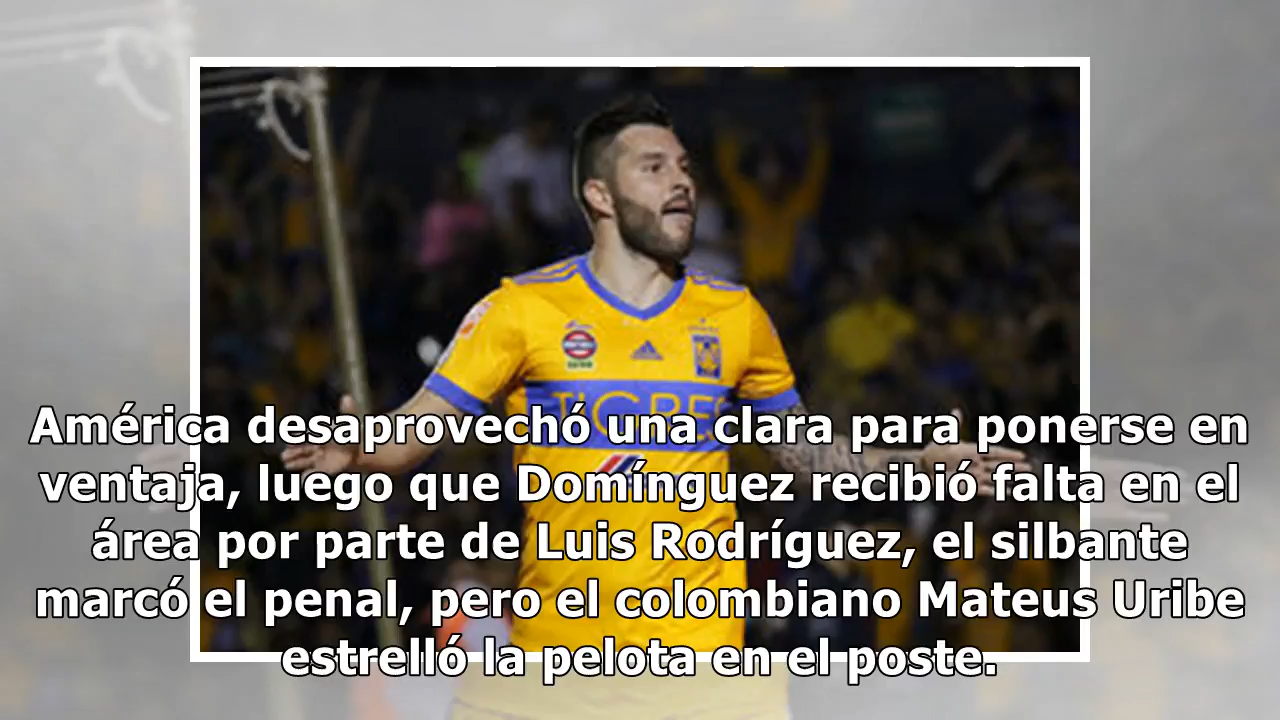 América desaprovechó una clara para ponerse en
ventaja, luego que Domínguez recibió falta en el
área por parte de Luis Rodríguez, el silbante
marcó el penal, pero el colombiano Mateus Uribe
estrelló la pelota en el poste.
TIGRES